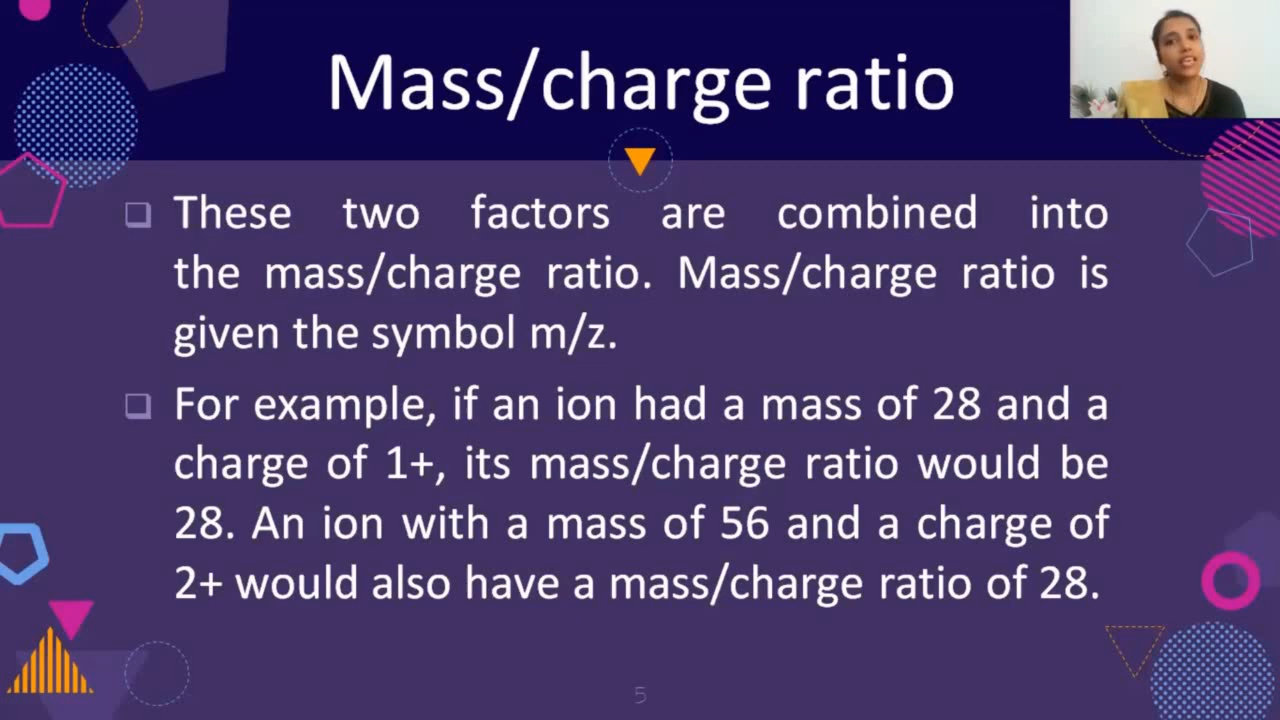 Mass/charge ratio
These two factors are combined into
the mass/charge ratio. Mass/charge ratio is
given the symbol m/z.
For example, if an ion had a mass of 28 and a
charge of 1+, its mass/charge ratio would be
28. An ion with a mass of 56 and a charge of
2+ would also have a mass/charge ratio of 28.
5